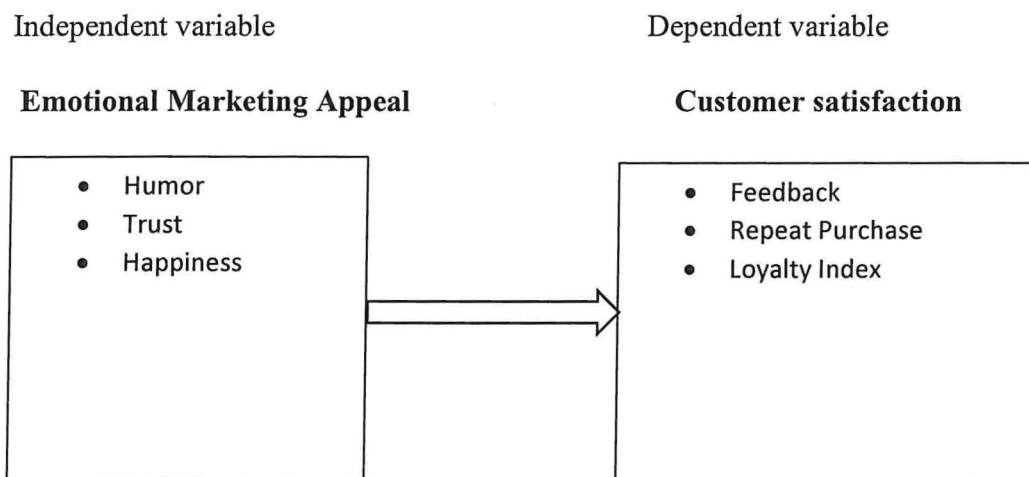 Independent variable
Dependent variable
Emotional Marketing Appeal
Customer satisfaction
• Humor
• Trust
• Happiness
• Feedback
• Repeat Purchase
• Loyalty Index